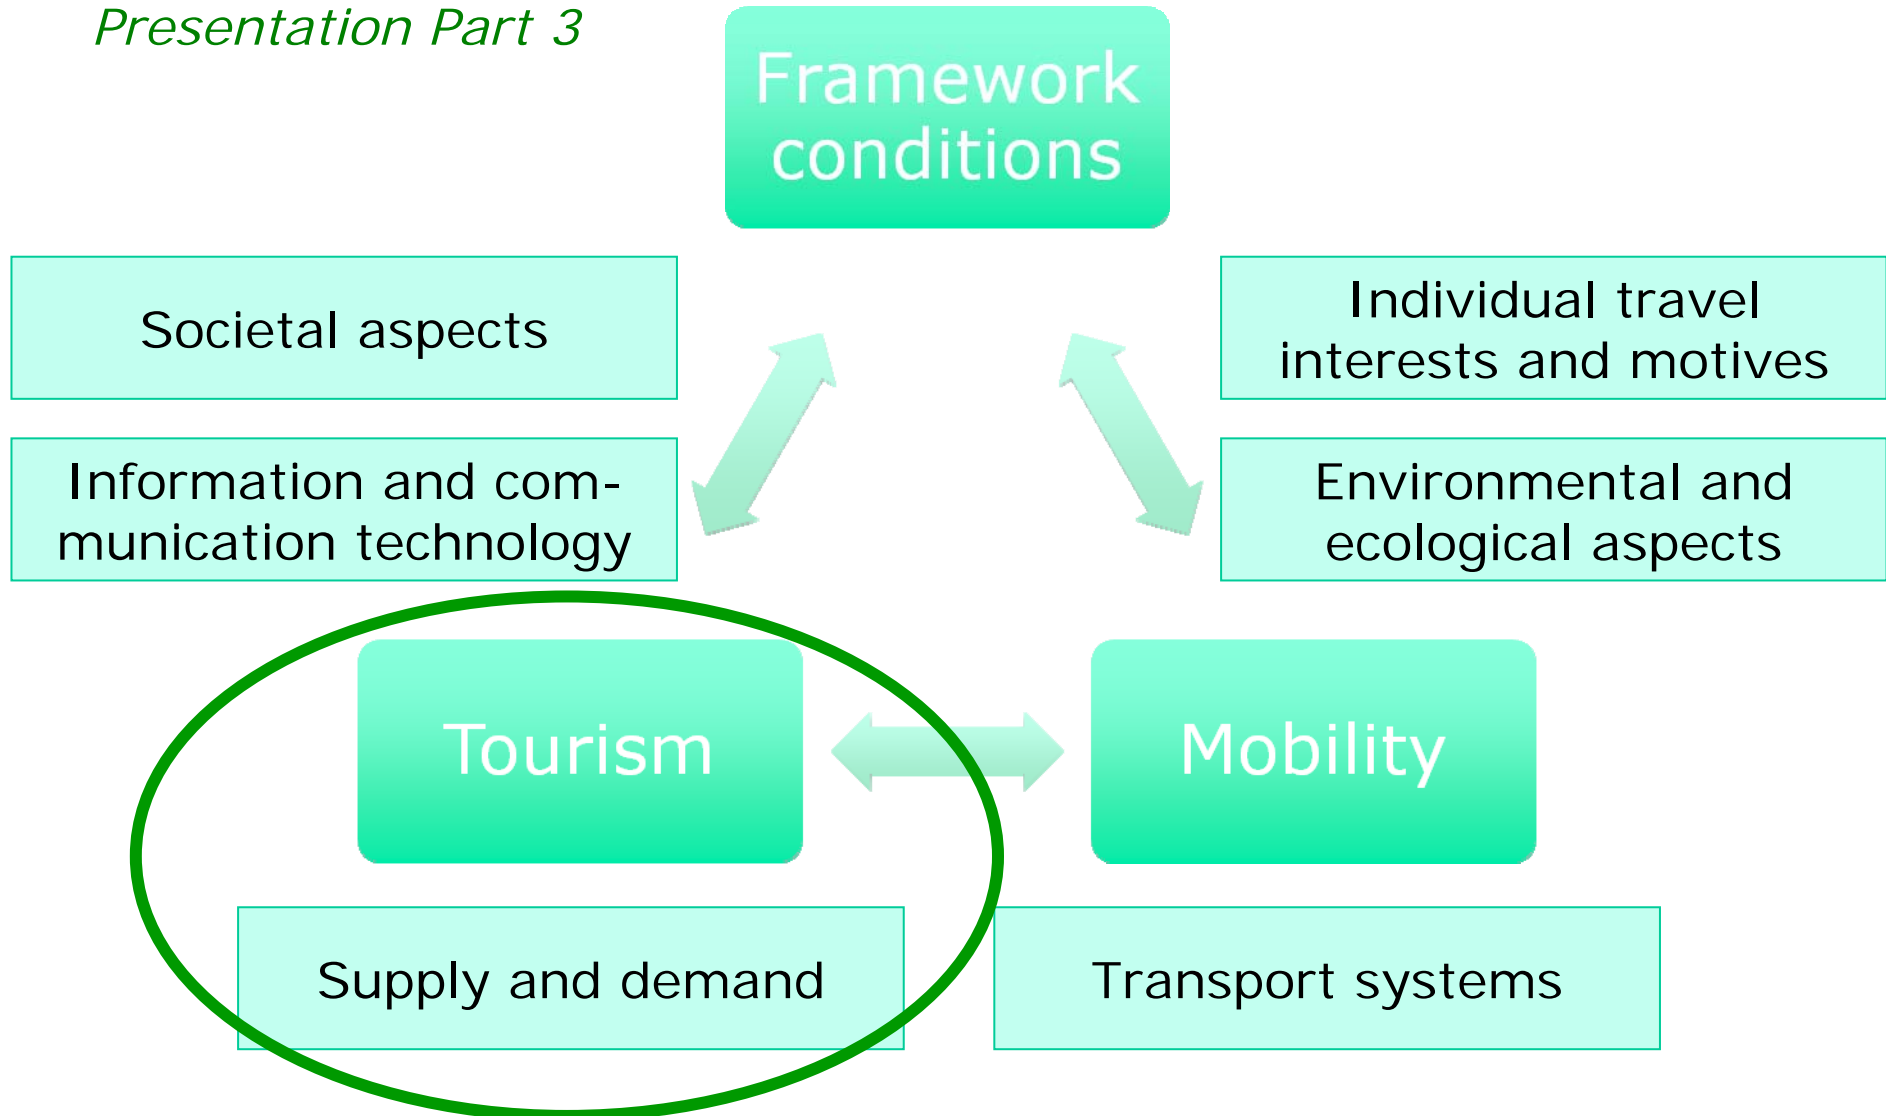 Presentation Part 3
Framework
conditions
Societal aspects
Individual travel
interests and motives
Information and com-
munication technology
Environmental and
ecological aspects
Tourism
Mobility
Supply and demand
Transport systems